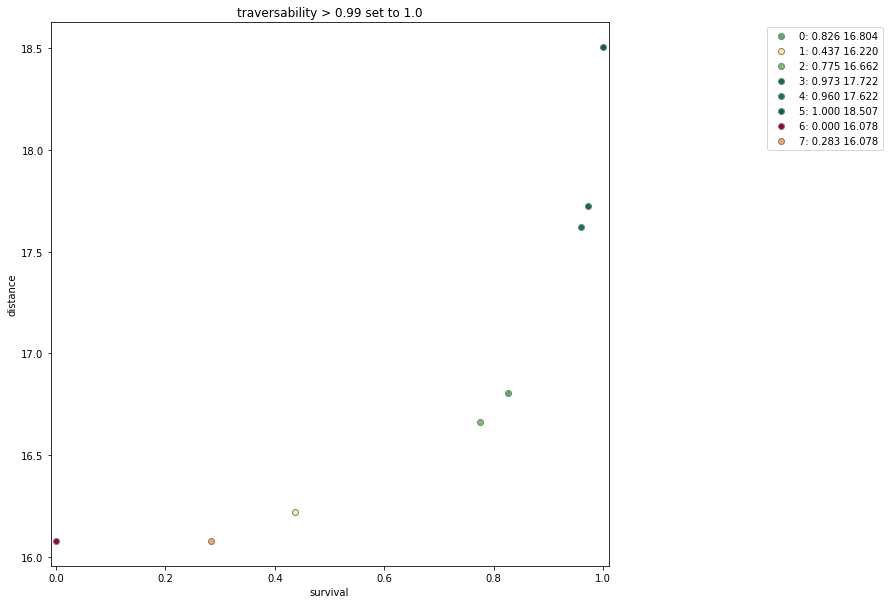 traversability > 0.99 set to 1.0
0: 0.826 16.804
1: 0.437 16.220
2: 0.775 16.662
3: 0.973 17.722
4: 0.960 17.622
5: 1.000 18.507
6: 0.000 16.078
7: 0.283 16.078
18.5
18.0
17.5
17.0
16.5
16.0
distance
0.0 0.2 0.4 0.6 0.8 1.0
survival